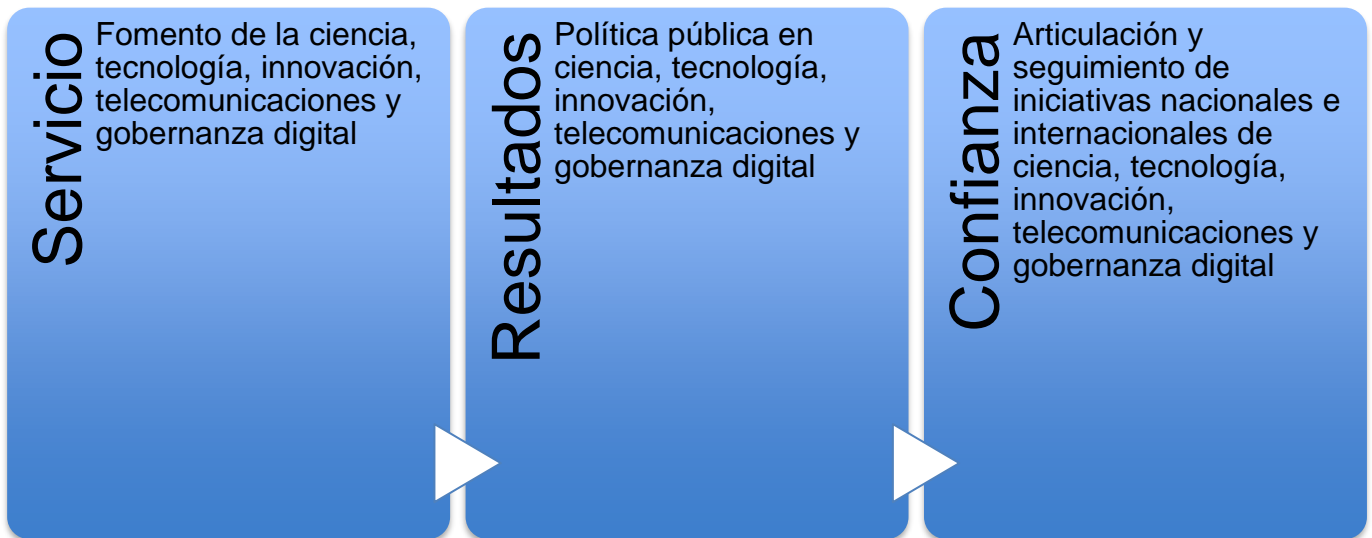 Servicio
Fomento de la ciencia,
tecnología, innovación,
telecomunicaciones y
gobernanza digital
Resultados
Política pública en
ciencia, tecnología,
innovación,
telecomunicaciones y
gobernanza digital
Confianza
Articulación y
seguimiento de
iniciativas nacionales e
internacionales de
ciencia, tecnología,
innovación,
telecomunicaciones y
gobernanza digital